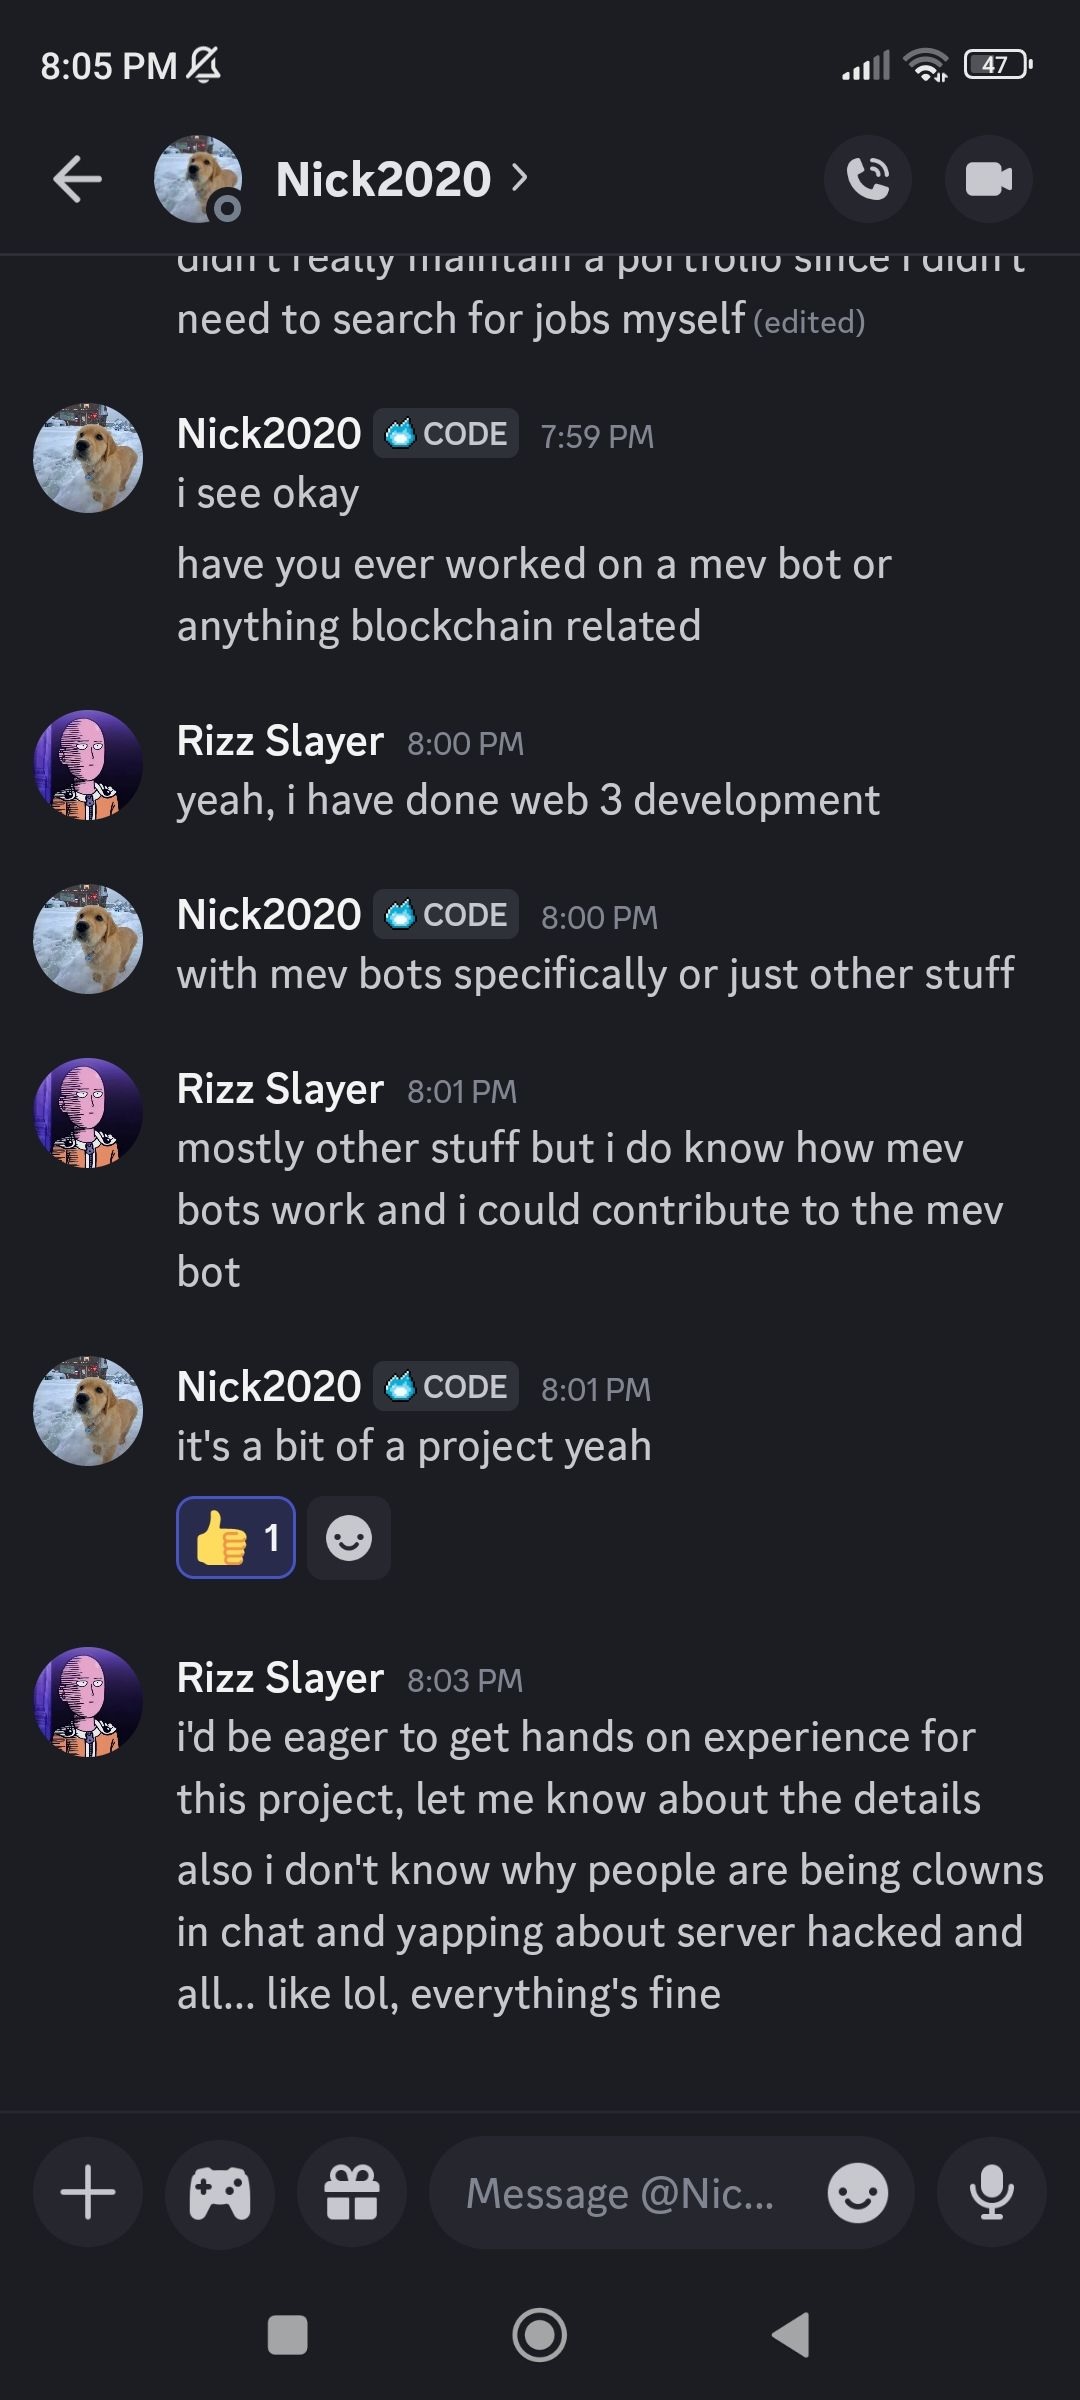 8:05 PM
47
Nick2020
didn't really maintain a portfolio since i didn't
need to search for jobs myself (edited)
Nick2020 CODE 7:59 PM
i see okay
have you ever worked on a mev bot or
anything blockchain related
Rizz Slayer 8:00 PM
yeah, i have done web 3 development
Nick2020 CODE 8:00 PM
with mev bots specifically or just other stuff
Rizz Slayer 8:01 PM
mostly other stuff but i do know how mev
bots work and i could contribute to the mev
bot
Nick2020 CODE 8:01 PM
it's a bit of a project yeah
1
Rizz Slayer 8:03 PM
i'd be eager to get hands on experience for
this project, let me know about the details
also i don't know why people are being clowns
in chat and yapping about server hacked and
all... like lol, everything's fine
Message @Nic...